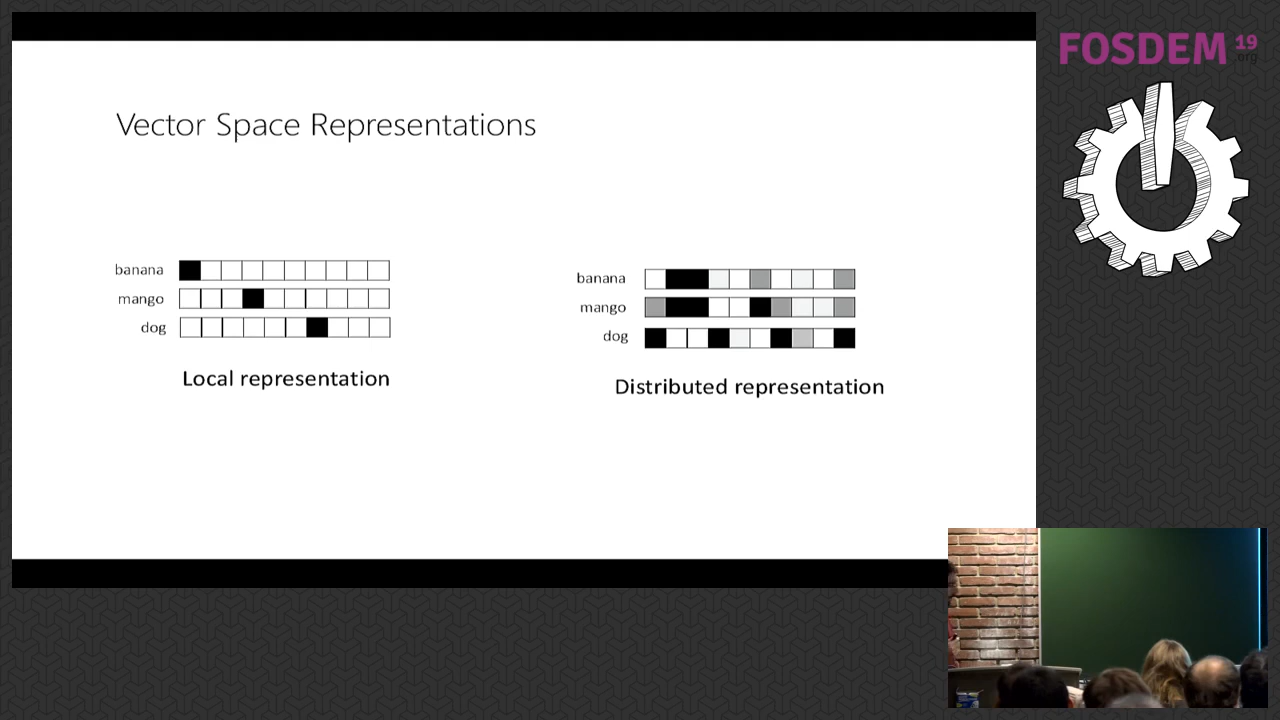 FOSDEM 19
.org
Vector Space Representations
banana
mango
dog
Local representation
banana
mango
dog
Distributed representation